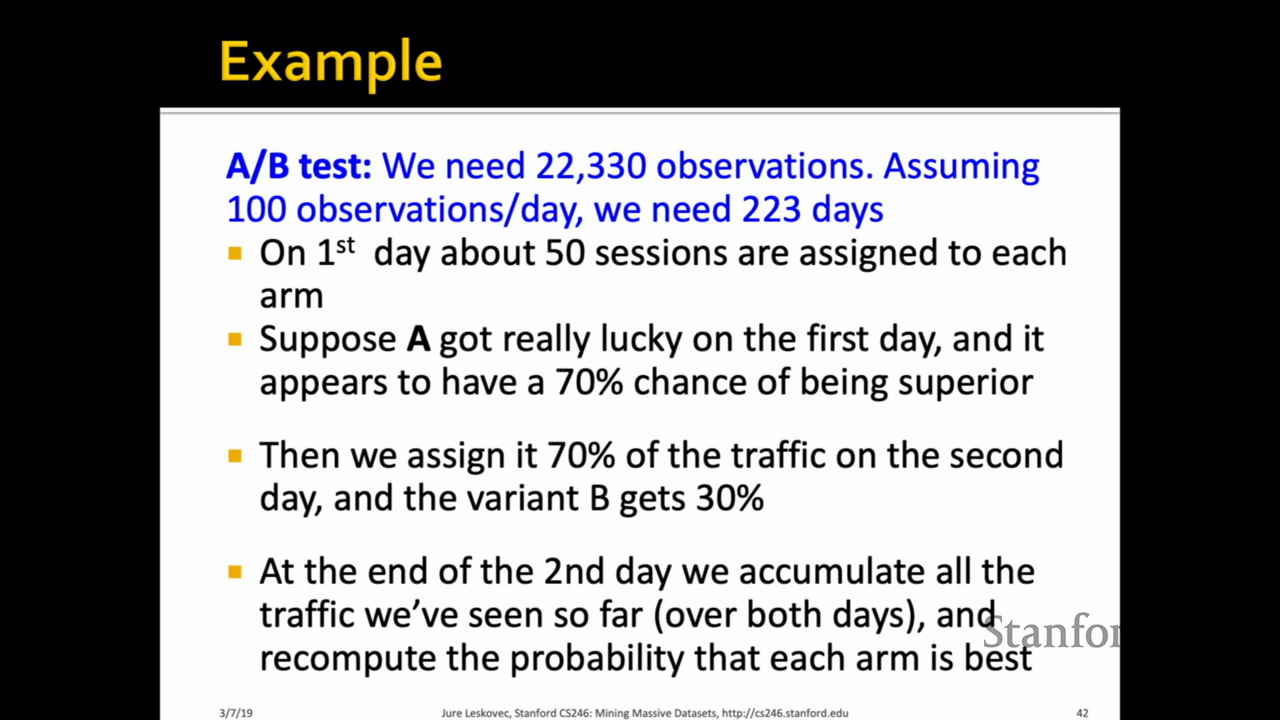 Example
A/B test: We need 22,330 observations. Assuming
100 observations/day, we need 223 days
On 1st day about 50 sessions are assigned to each
arm
Suppose A got really lucky on the first day, and it
appears to have a 70% chance of being superior
Then we assign it 70% of the traffic on the second
day, and the variant B gets 30%
At the end of the 2nd day we accumulate all the
traffic we've seen so far (over both days), and
recompute the probability that each arm is best
Stanfor
3/7/19 Jure Leskovec, Stanford CS246: Mining Massive Datasets, http://cs246.stanford.edu 42